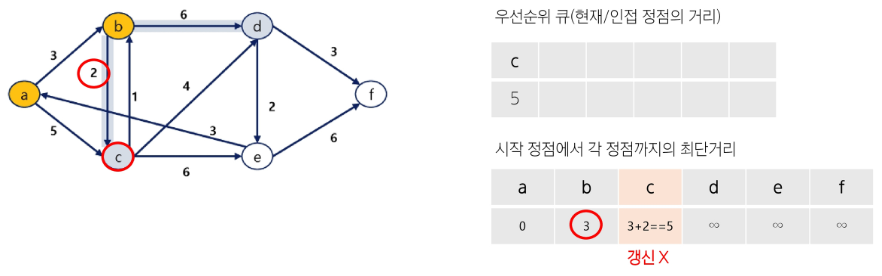 우선순위 큐(현재/인접 정점의 거리)
c
5
시작 정점에서 각 정점까지의 최단거리
a b c d e f
0 3 3+2==5 ∞ ∞ ∞
갱신 X
6
b d
3 3
2
a 1 4 2 f
3
5 6
c e
6